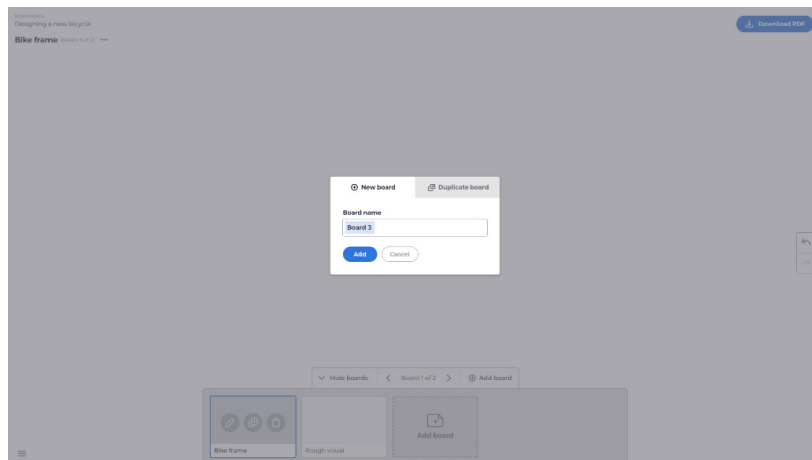 WORKSPACE
Designing a new bicycle
Download PDF
Bike frame
New board
Duplicate board
Board name
Board 3
Add
Cancel
Hide boards
Board 1 of 2
Add board
Add board
Bike frame
Rough visual